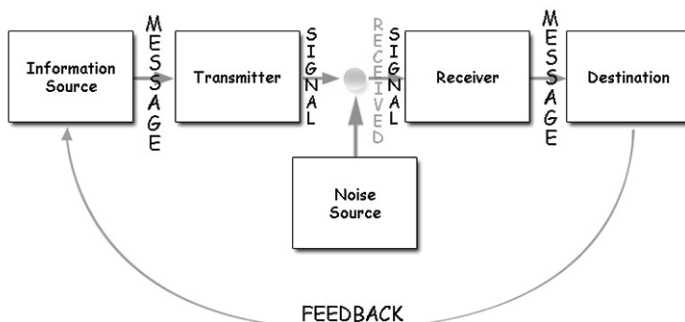 Information
Source
MESSAGE
Transmitter
SIGNAL
RECEIVED
SIGNAL
Receiver
MESSAGE
Destination
Noise
Source
FEEDBACK